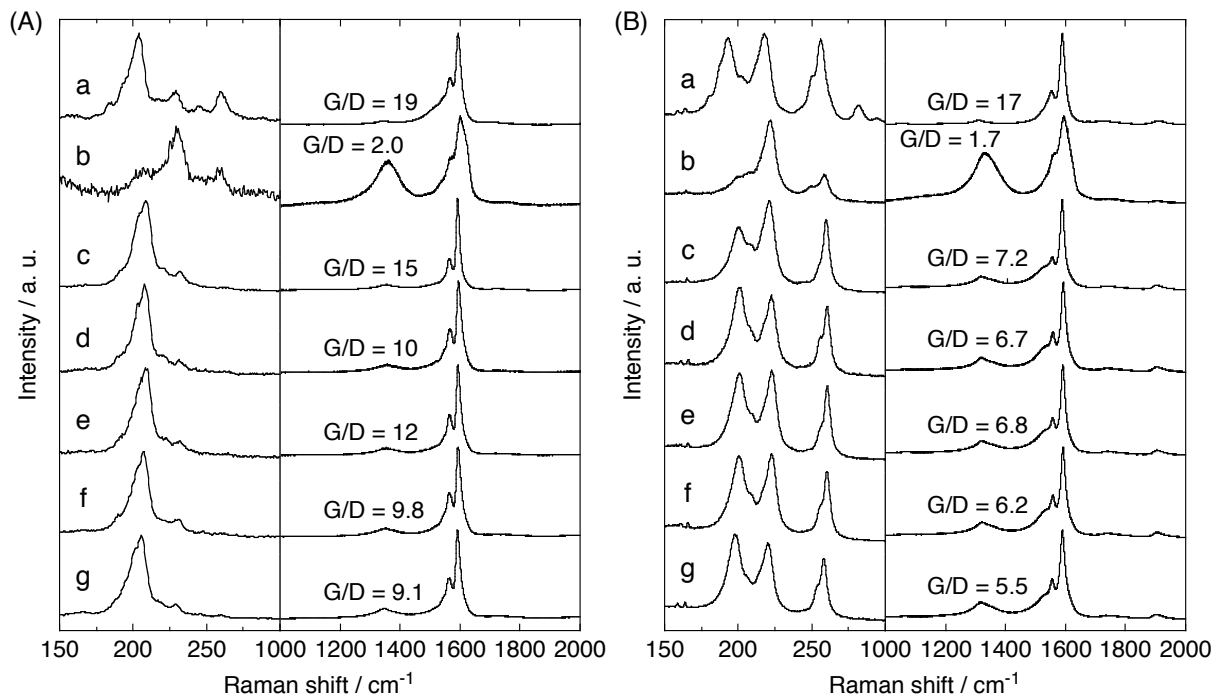 (A)
(B)
Intensity / a. u.
a
G/D = 19
b
G/D = 2.0
c
G/D = 15
d
G/D = 10
e
G/D = 12
f
G/D = 9.8
g
G/D = 9.1
150 200 250 1000 1200 1400 1600 1800 2000
Raman shift / cm-1
Intensity / a. u.
a
G/D = 17
b
G/D = 1.7
c
G/D = 7.2
d
G/D = 6.7
e
G/D = 6.8
f
G/D = 6.2
g
G/D = 5.5
150 200 250 1000 1200 1400 1600 1800 2000
Raman shift / cm-1